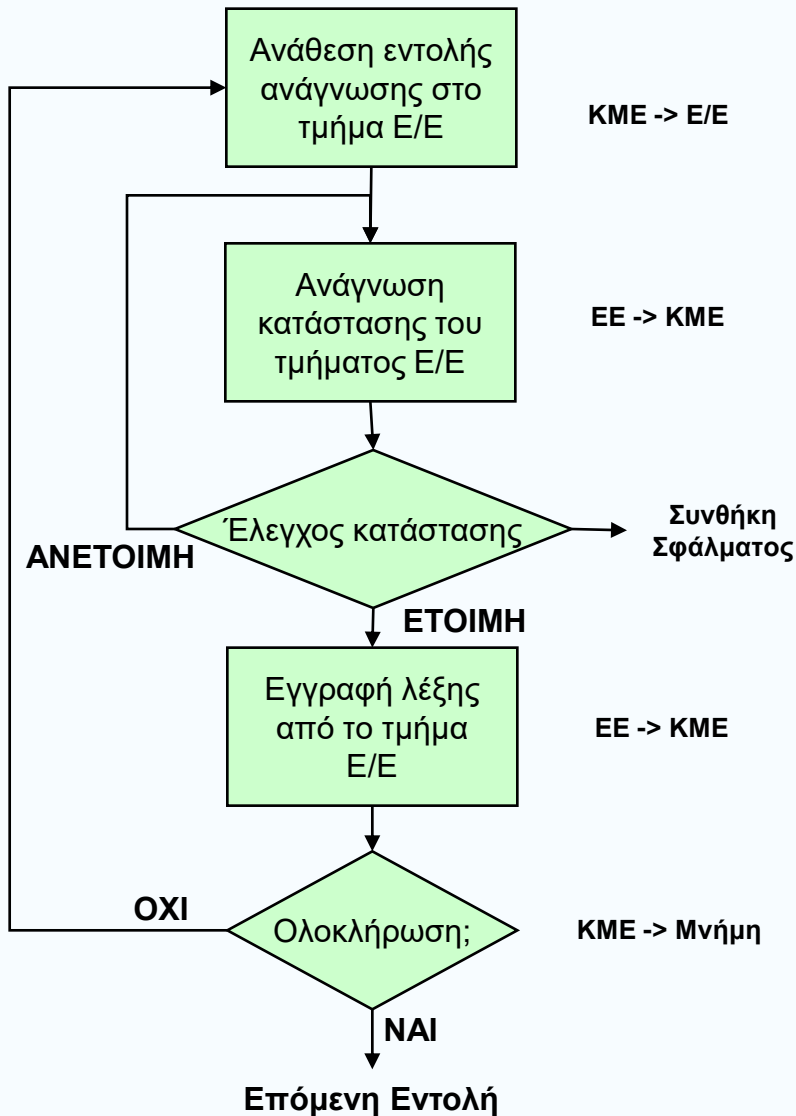 Ανάθεση εντολής
ανάγνωσης στο
τμήμα Ε/Ε
ΚΜΕ -> Ε/Ε
Ανάγνωση
κατάστασης του
τμήματος Ε/Ε
ΕΕ -> ΚΜΕ
Έλεγχος κατάστασης
Συνθήκη
Σφάλματος
ΑΝΕΤΟΙΜΗ
ΕΤΟΙΜΗ
Εγγραφή λέξης
από το τμήμα
Ε/Ε
ΕΕ -> ΚΜΕ
ΟΧΙ
Ολοκλήρωση;
ΚΜΕ -> Μνήμη
ΝΑΙ
Επόμενη Εντολή